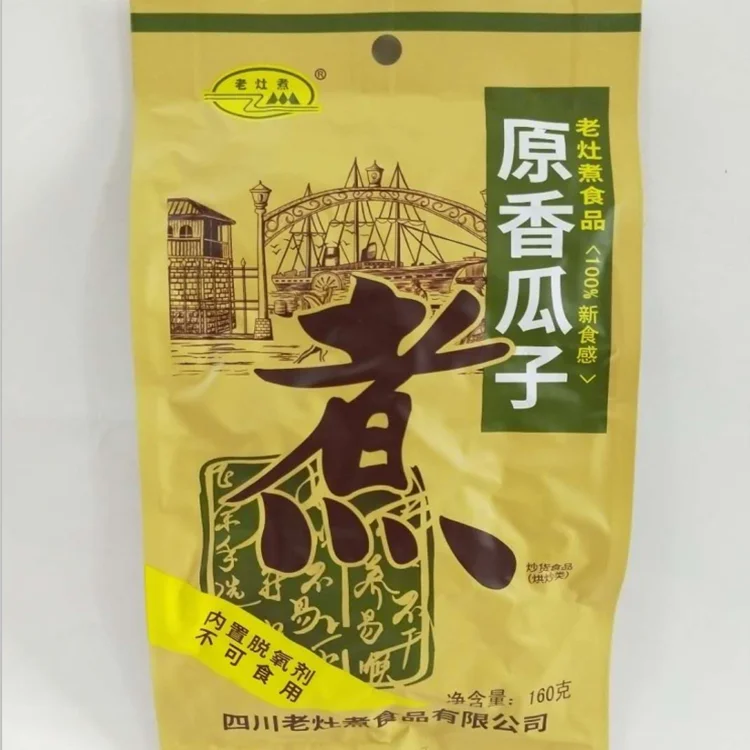 老灶煮
®
原香瓜子
老灶煮食品
<100%新食感>
煮
炒货食品
(烘炒类)
内置脱氧剂
不可食用
净含量：160克
四川老灶煮食品有限公司